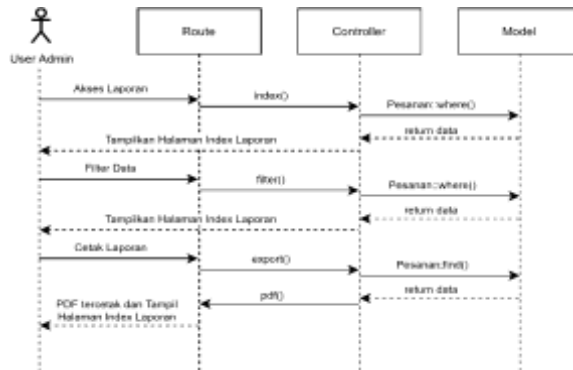 Route
Controller
Model
User Admin
Akses Laporan
index()
Pesanan::where()
return data
Tampilkan Halaman Index Laporan
Filter Data
filter()
Pesanan::where()
return data
Tampilkan Halaman Index Laporan
Cetak Laporan
export()
Pesanan:find()
return data
pdf()
PDF tercetak dan Tampil
Halaman Index Laporan